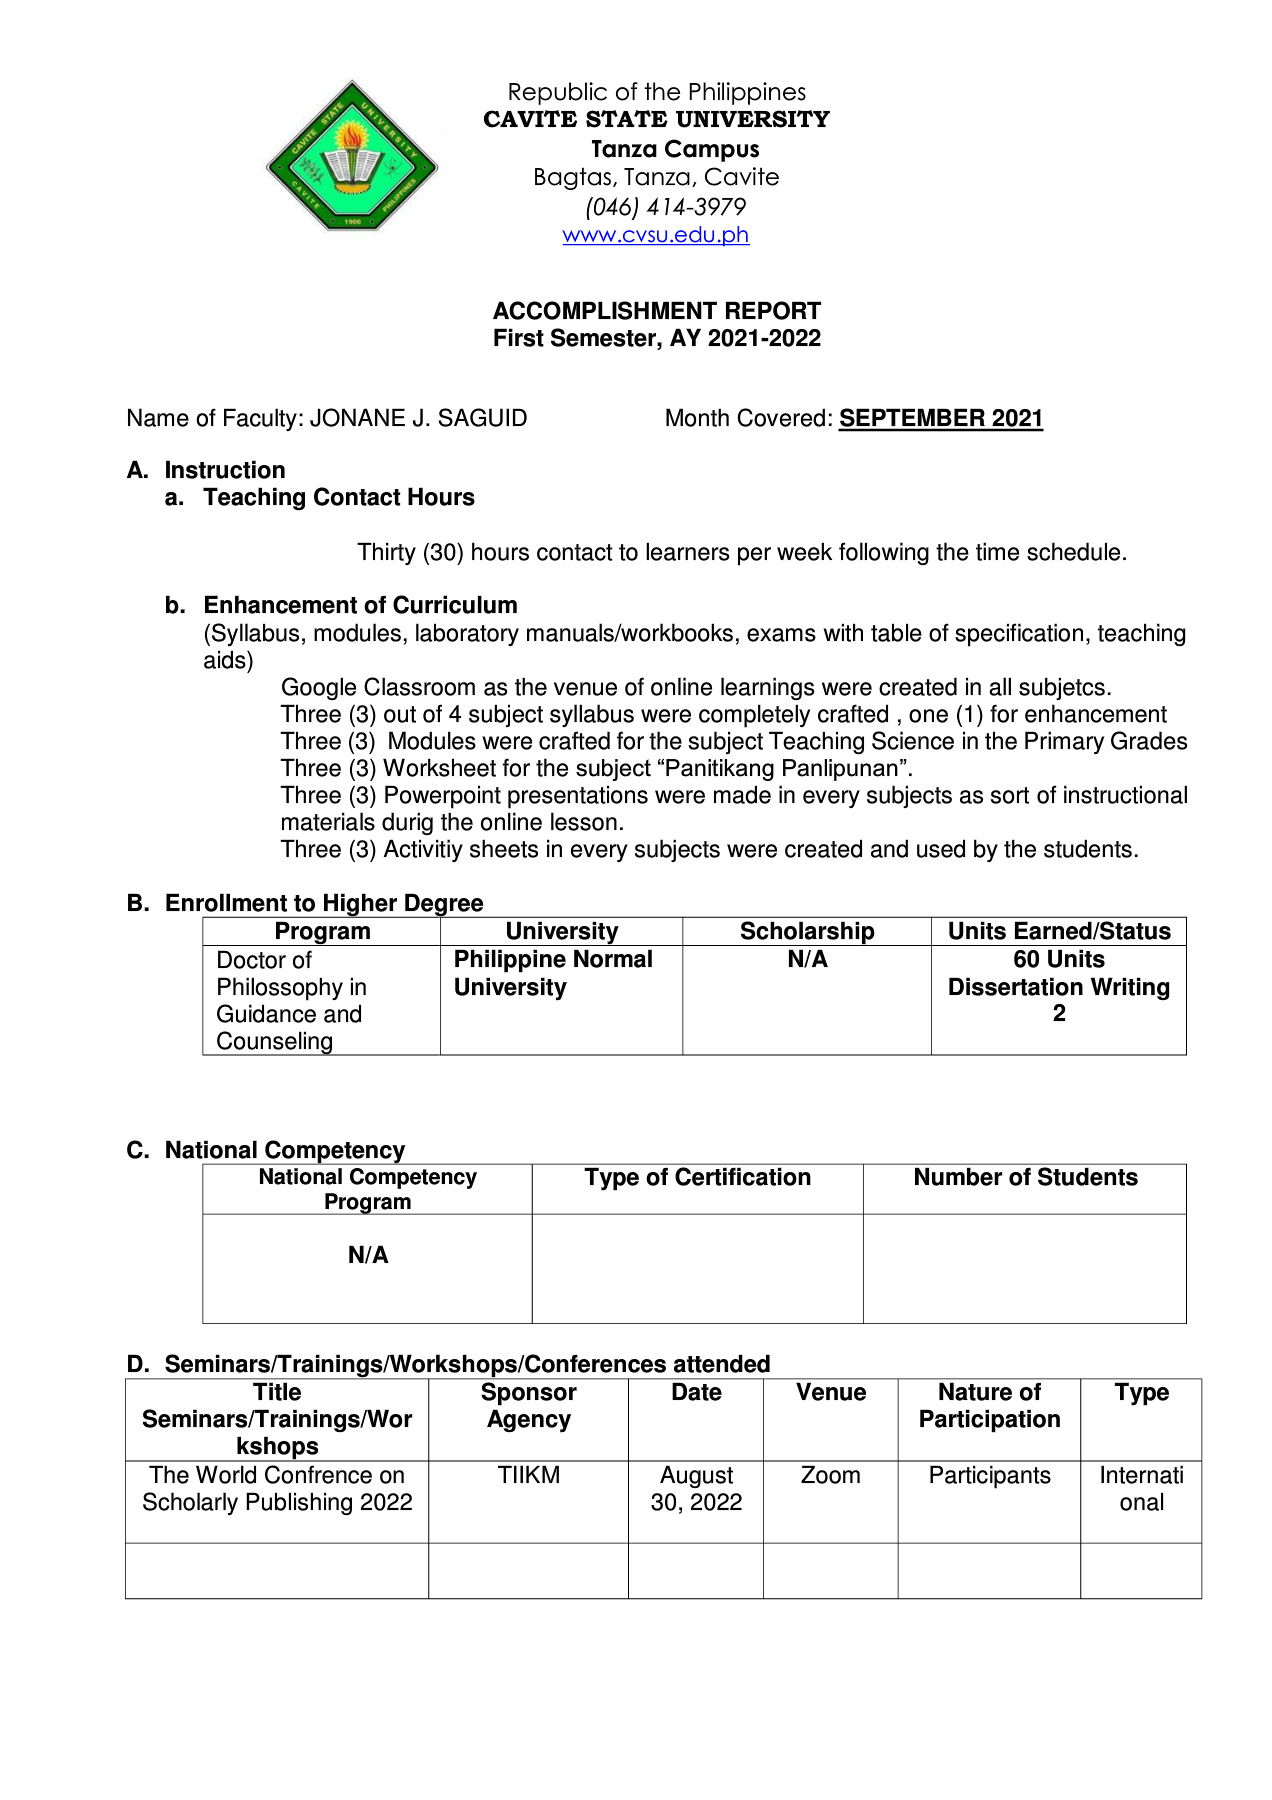 CAVITE STATE UNIVERSITY
CAVITE PHILIPPINES
1906
Republic of the Philippines
CAVITE STATE UNIVERSITY
Tanza Campus
Bagtas, Tanza, Cavite
(046) 414-3979
www.cvsu.edu.ph
ACCOMPLISHMENT REPORT
First Semester, AY 2021-2022
Name of Faculty: JONANE J. SAGUID Month Covered: SEPTEMBER 2021
A. Instruction
a. Teaching Contact Hours
Thirty (30) hours contact to learners per week following the time schedule.
b. Enhancement of Curriculum
(Syllabus, modules, laboratory manuals/workbooks, exams with table of specification, teaching
aids)
Google Classroom as the venue of online learnings were created in all subjetcs.
Three (3) out of 4 subject syllabus were completely crafted , one (1) for enhancement
Three (3)  Modules were crafted for the subject Teaching Science in the Primary Grades
Three (3) Worksheet for the subject “Panitikang Panlipunan”.
Three (3) Powerpoint presentations were made in every subjects as sort of instructional
materials durig the online lesson.
Three (3) Activitiy sheets in every subjects were created and used by the students.
B. Enrollment to Higher Degree
Program University Scholarship Units Earned/Status
Doctor of Philippine Normal N/A 60 Units
Philossophy in University Dissertation Writing
Guidance and 2
Counseling
C. National Competency
National Competency Type of Certification Number of Students
Program
N/A
D. Seminars/Trainings/Workshops/Conferences attended
Title Sponsor Date Venue Nature of Type
Seminars/Trainings/Wor Agency Participation
kshops
The World Confrence on TIIKM August Zoom Participants Internati
Scholarly Publishing 2022 30, 2022 onal